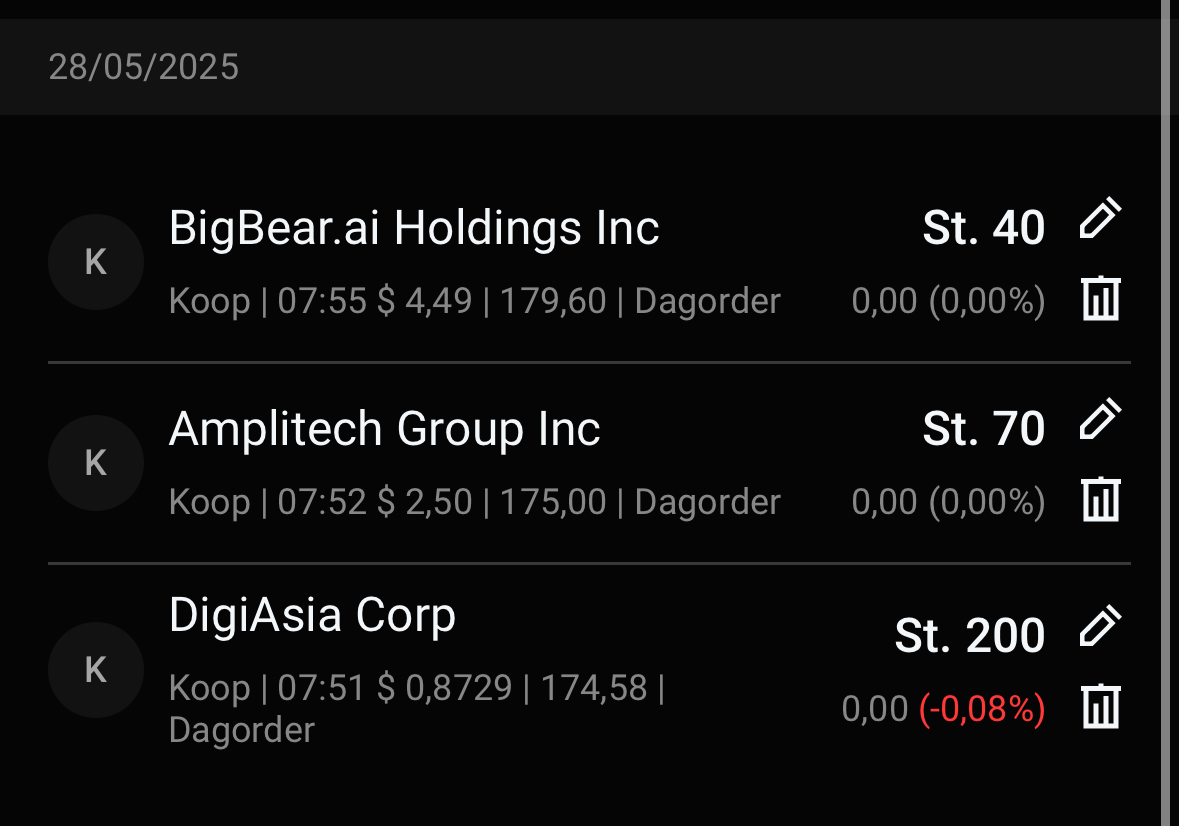 28/05/2025
K
BigBear.ai Holdings Inc
St. 40
Koop | 07:55 $ 4,49 | 179,60 | Dagorder
0,00 (0,00%)
K
Amplitech Group Inc
St. 70
Koop | 07:52 $ 2,50 | 175,00 | Dagorder
0,00 (0,00%)
K
DigiAsia Corp
St. 200
Koop | 07:51 $ 0,8729 | 174,58 |
Dagorder
0,00 (-0,08%)